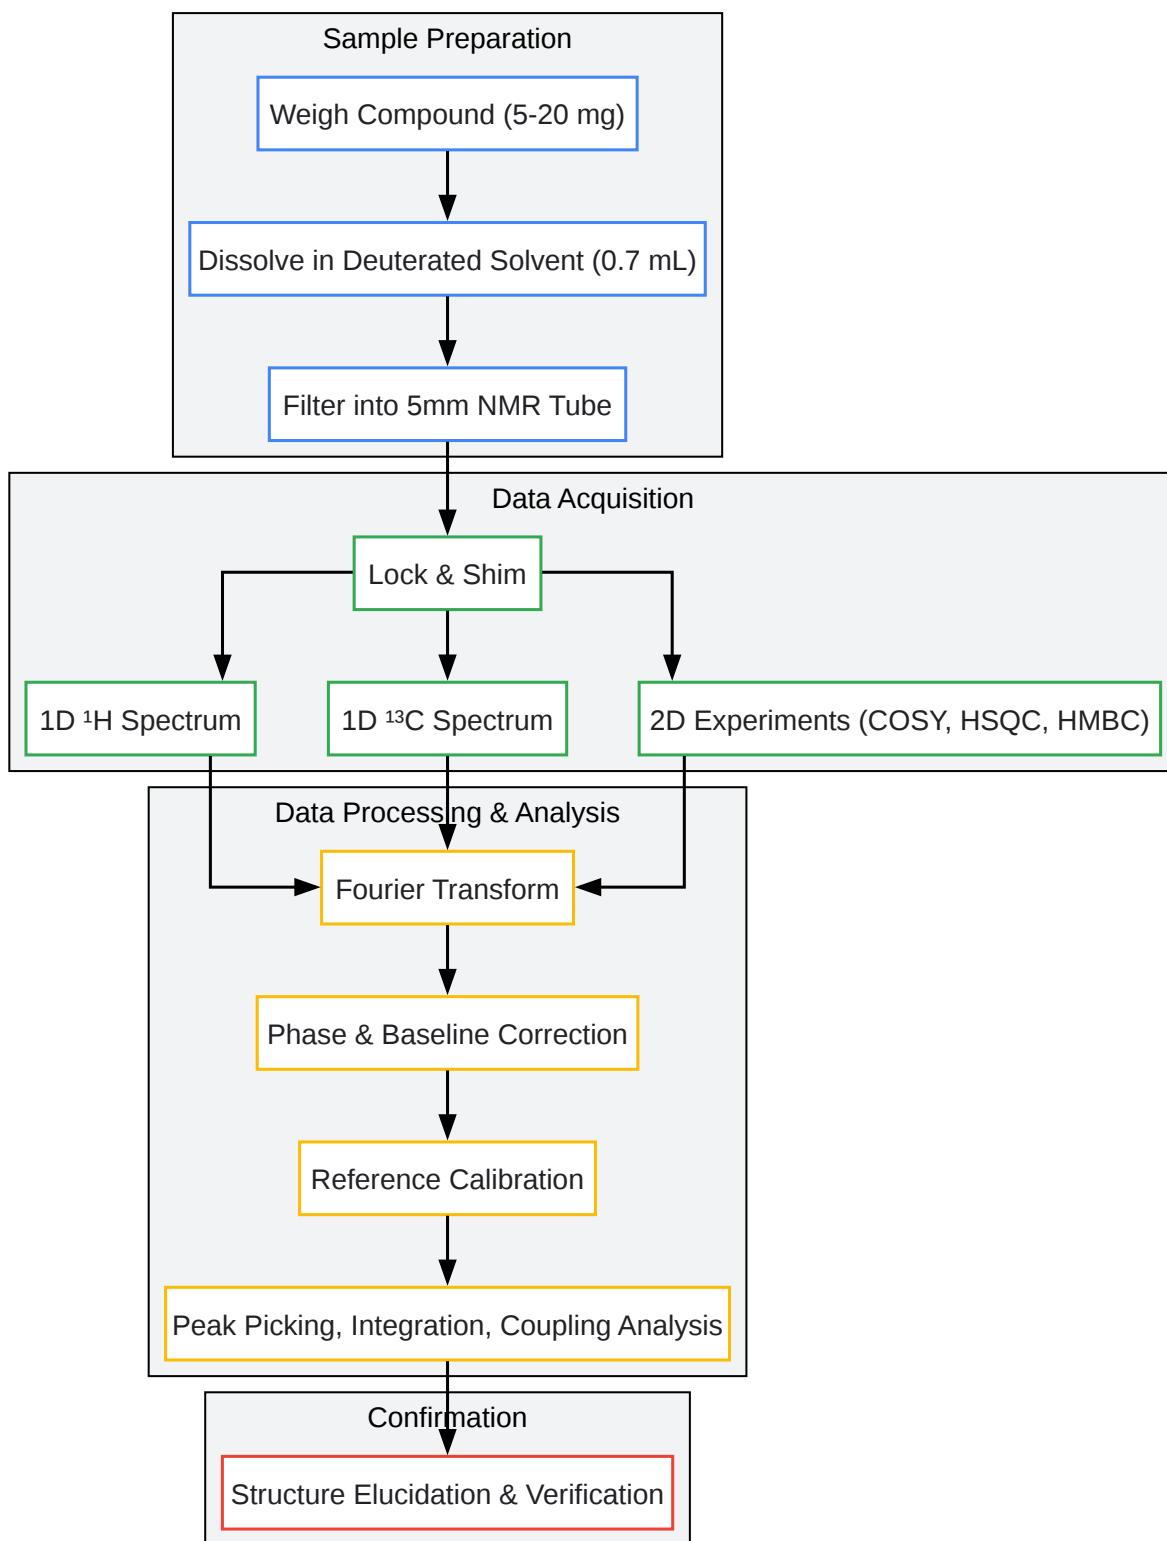 Sample Preparation
Weigh Compound (5-20 mg)
Dissolve in Deuterated Solvent (0.7 mL)
Filter into 5mm NMR Tube
Data Acquisition
Lock & Shim
1D ¹H Spectrum
1D ¹³C Spectrum
2D Experiments (COSY, HSQC, HMBC)
Data Processing & Analysis
Fourier Transform
Phase & Baseline Correction
Reference Calibration
Peak Picking, Integration, Coupling Analysis
Confirmation
Structure Elucidation & Verification